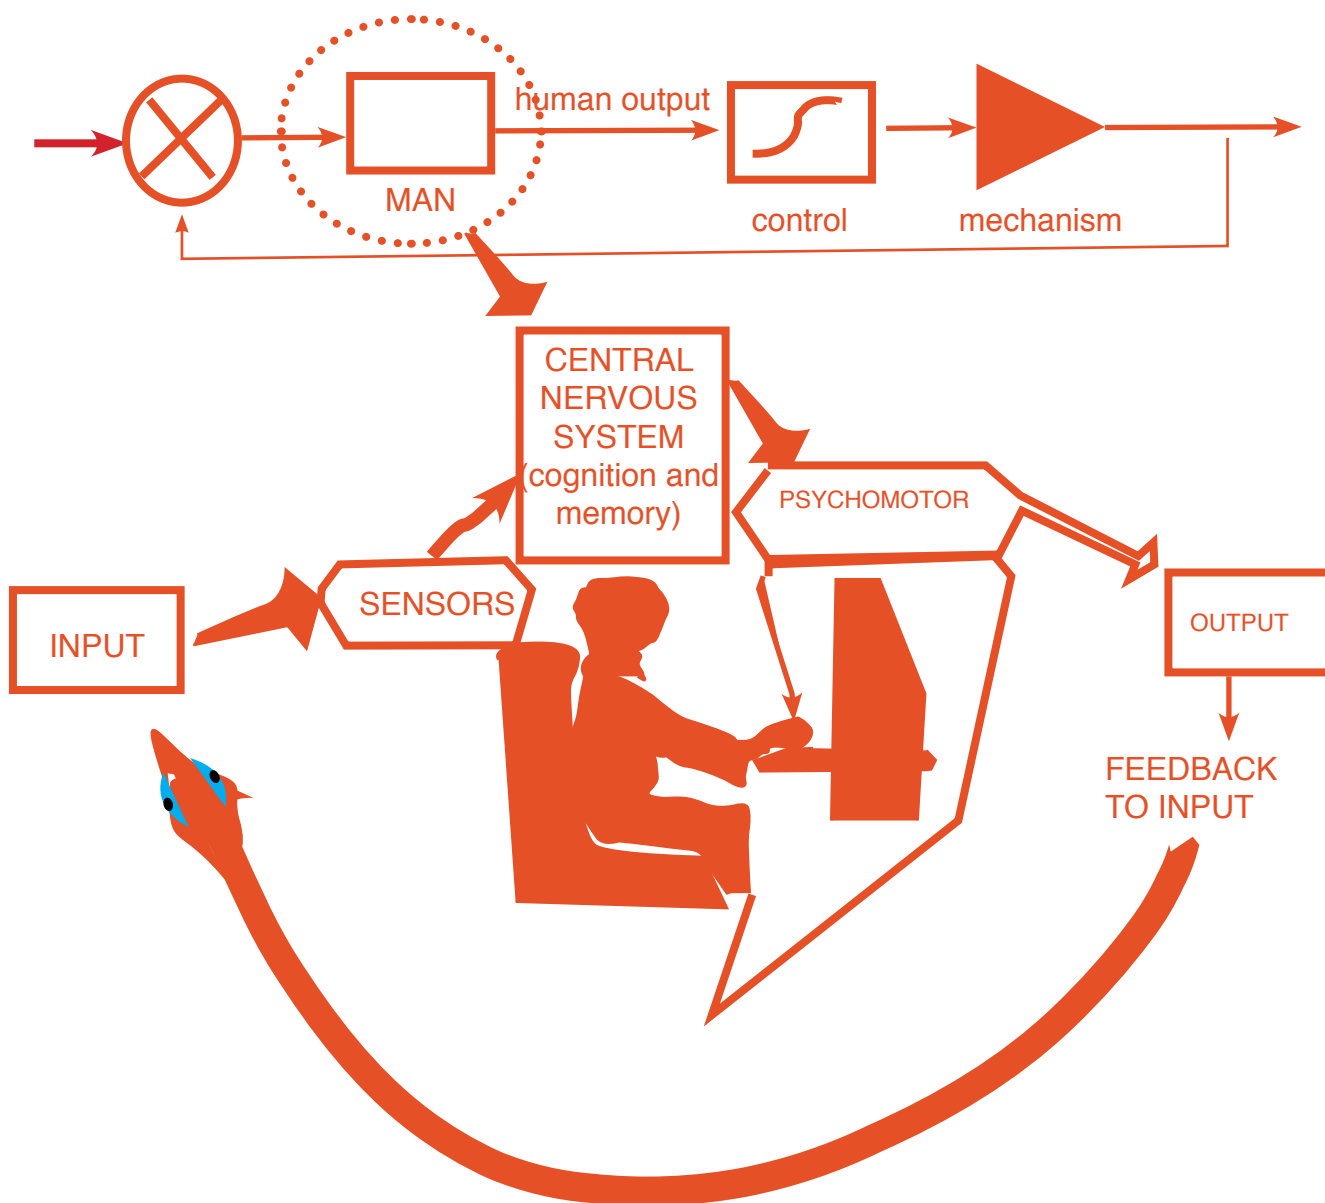 human output
MAN
control
mechanism
CENTRAL
NERVOUS
SYSTEM
(cognition and
memory)
PSYCHOMOTOR
SENSORS
INPUT
OUTPUT
FEEDBACK
TO INPUT